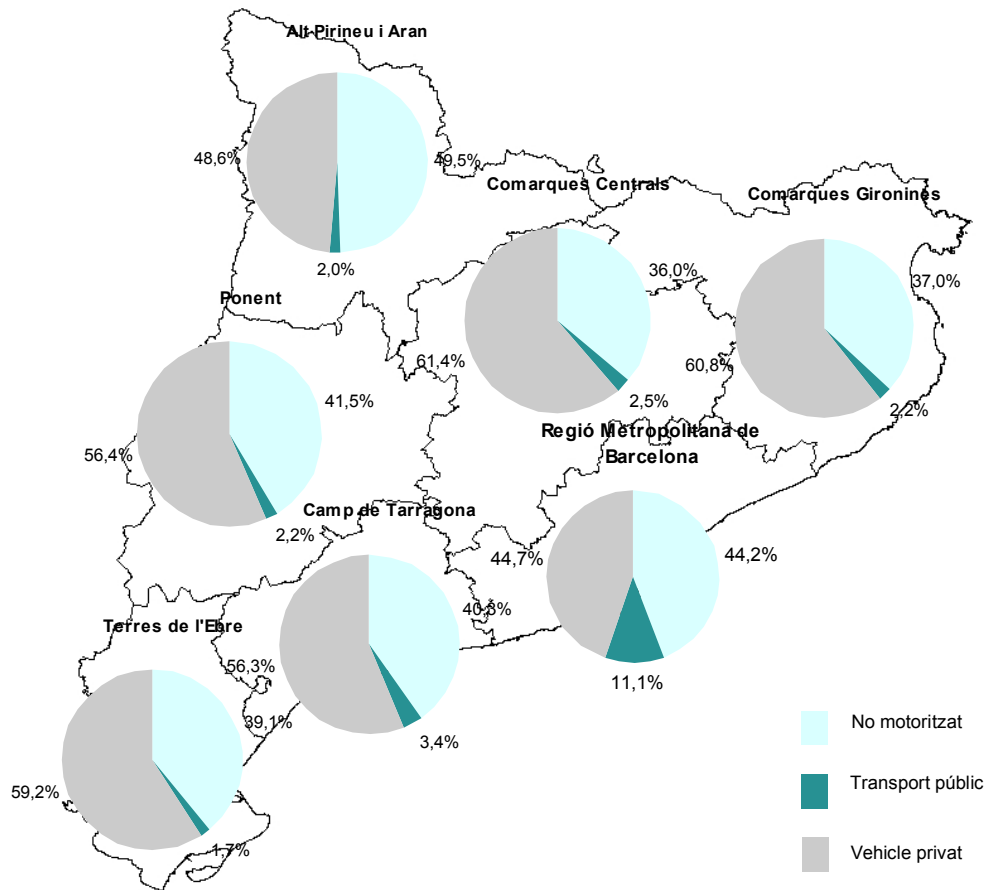 Alt Pirineu i Aran
48,6%
49,5%
2,0%
Comarques Centrals
36,0%
61,4%
2,5%
Comarques Gironines
37,0%
60,8%
2,2%
Ponent
41,5%
56,4%
2,2%
Regió Metropolitana de
Barcelona
44,7%
44,2%
11,1%
Camp de Tarragona
40,3%
56,3%
3,4%
Terres de l'Ebre
39,1%
59,2%
1,7%
No motoritzat
Transport públic
Vehicle privat